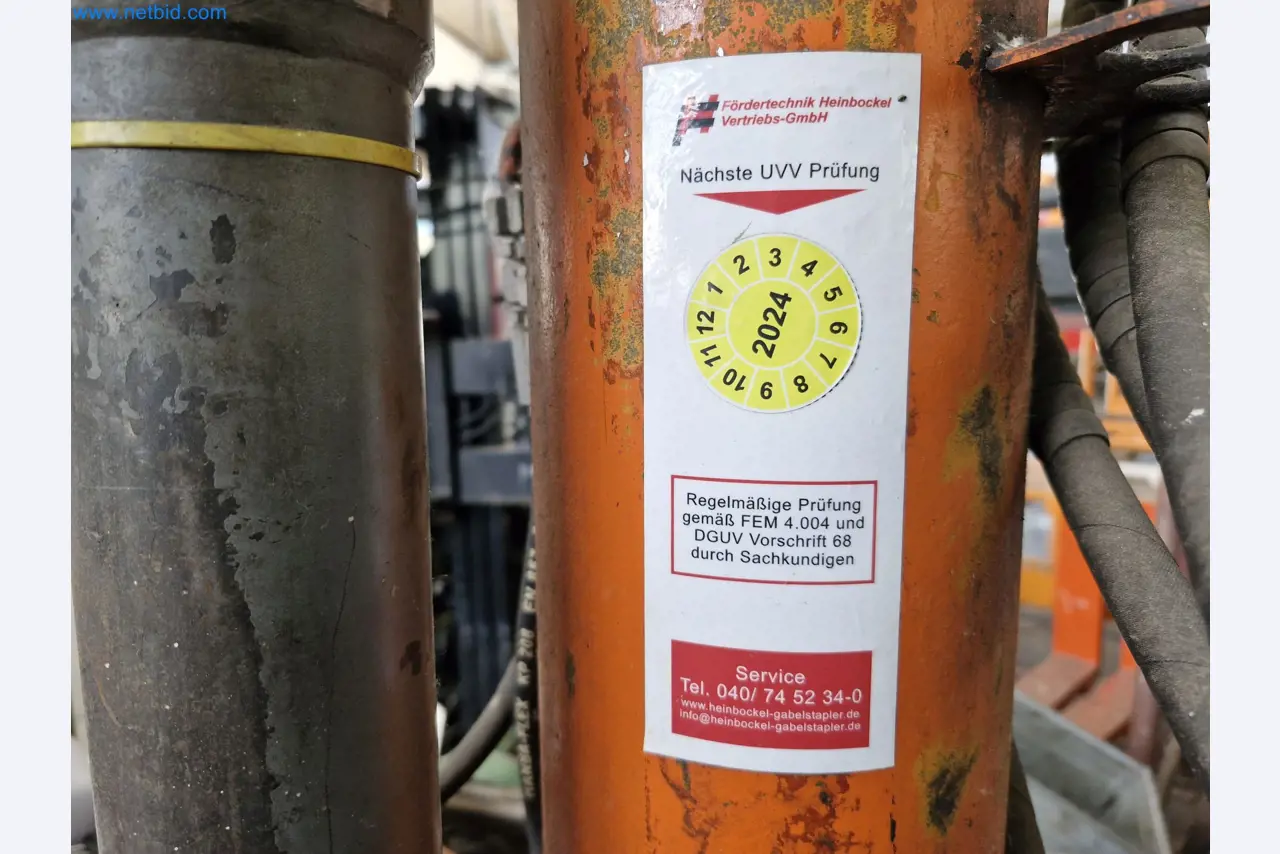 www.netbid.com
Fördertechnik Heinbockel
Vertriebs-GmbH
Nächste UVV Prüfung
1 2 3 4 5 6 7 8 9 10 11 12
2024
Regelmäßige Prüfung
gemäß FEM 4.004 und
DGUV Vorschrift 68
durch Sachkundigen
Service
Tel. 040/ 74 52 34-0
www.heinbockel-gabelstapler.de
info@heinbockel-gabelstapler.de